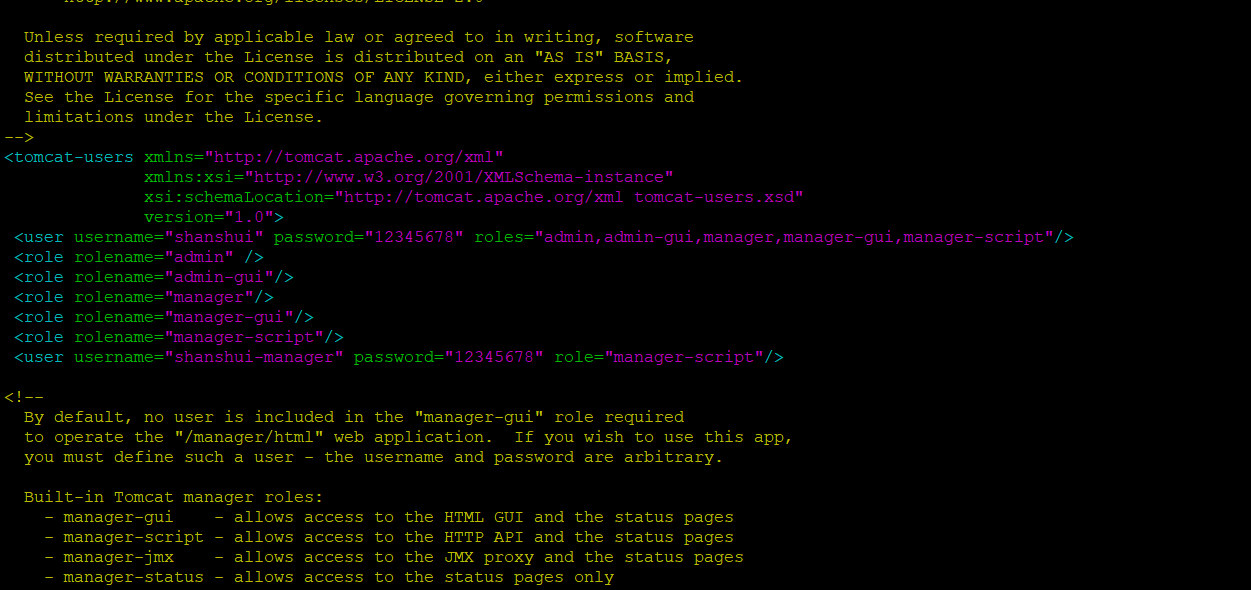 http://www.apache.org/licenses/LICENSE-2.0
Unless required by applicable law or agreed to in writing, software
distributed under the License is distributed on an "AS IS" BASIS,
WITHOUT WARRANTIES OR CONDITIONS OF ANY KIND, either express or implied.
See the License for the specific language governing permissions and
limitations under the License.
-->
<tomcat-users xmlns="http://tomcat.apache.org/xml"
xmlns:xsi="http://www.w3.org/2001/XMLSchema-instance"
xsi:schemaLocation="http://tomcat.apache.org/xml tomcat-users.xsd"
version="1.0">
<user username="shanshui" password="12345678" roles="admin,admin-gui,manager,manager-gui,manager-script"/>
<role rolename="admin" />
<role rolename="admin-gui"/>
<role rolename="manager"/>
<role rolename="manager-gui"/>
<role rolename="manager-script"/>
<user username="shanshui-manager" password="12345678" role="manager-script"/>
<!--
By default, no user is included in the "manager-gui" role required
to operate the "/manager/html" web application.  If you wish to use this app,
you must define such a user - the username and password are arbitrary.
Built-in Tomcat manager roles:
- manager-gui    - allows access to the HTML GUI and the status pages
- manager-script - allows access to the HTTP API and the status pages
- manager-jmx    - allows access to the JMX proxy and the status pages
- manager-status - allows access to the status pages only